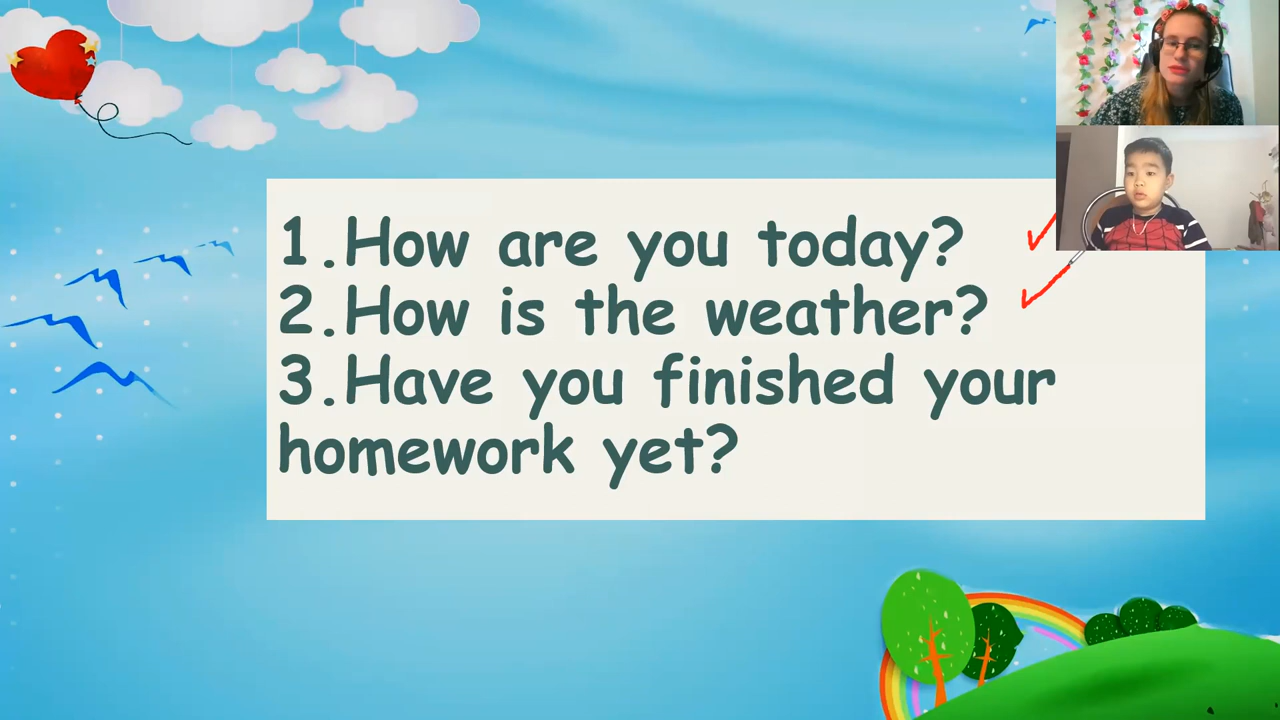 1.How are you today?
2.How is the weather?
3.Have you finished your
homework yet?